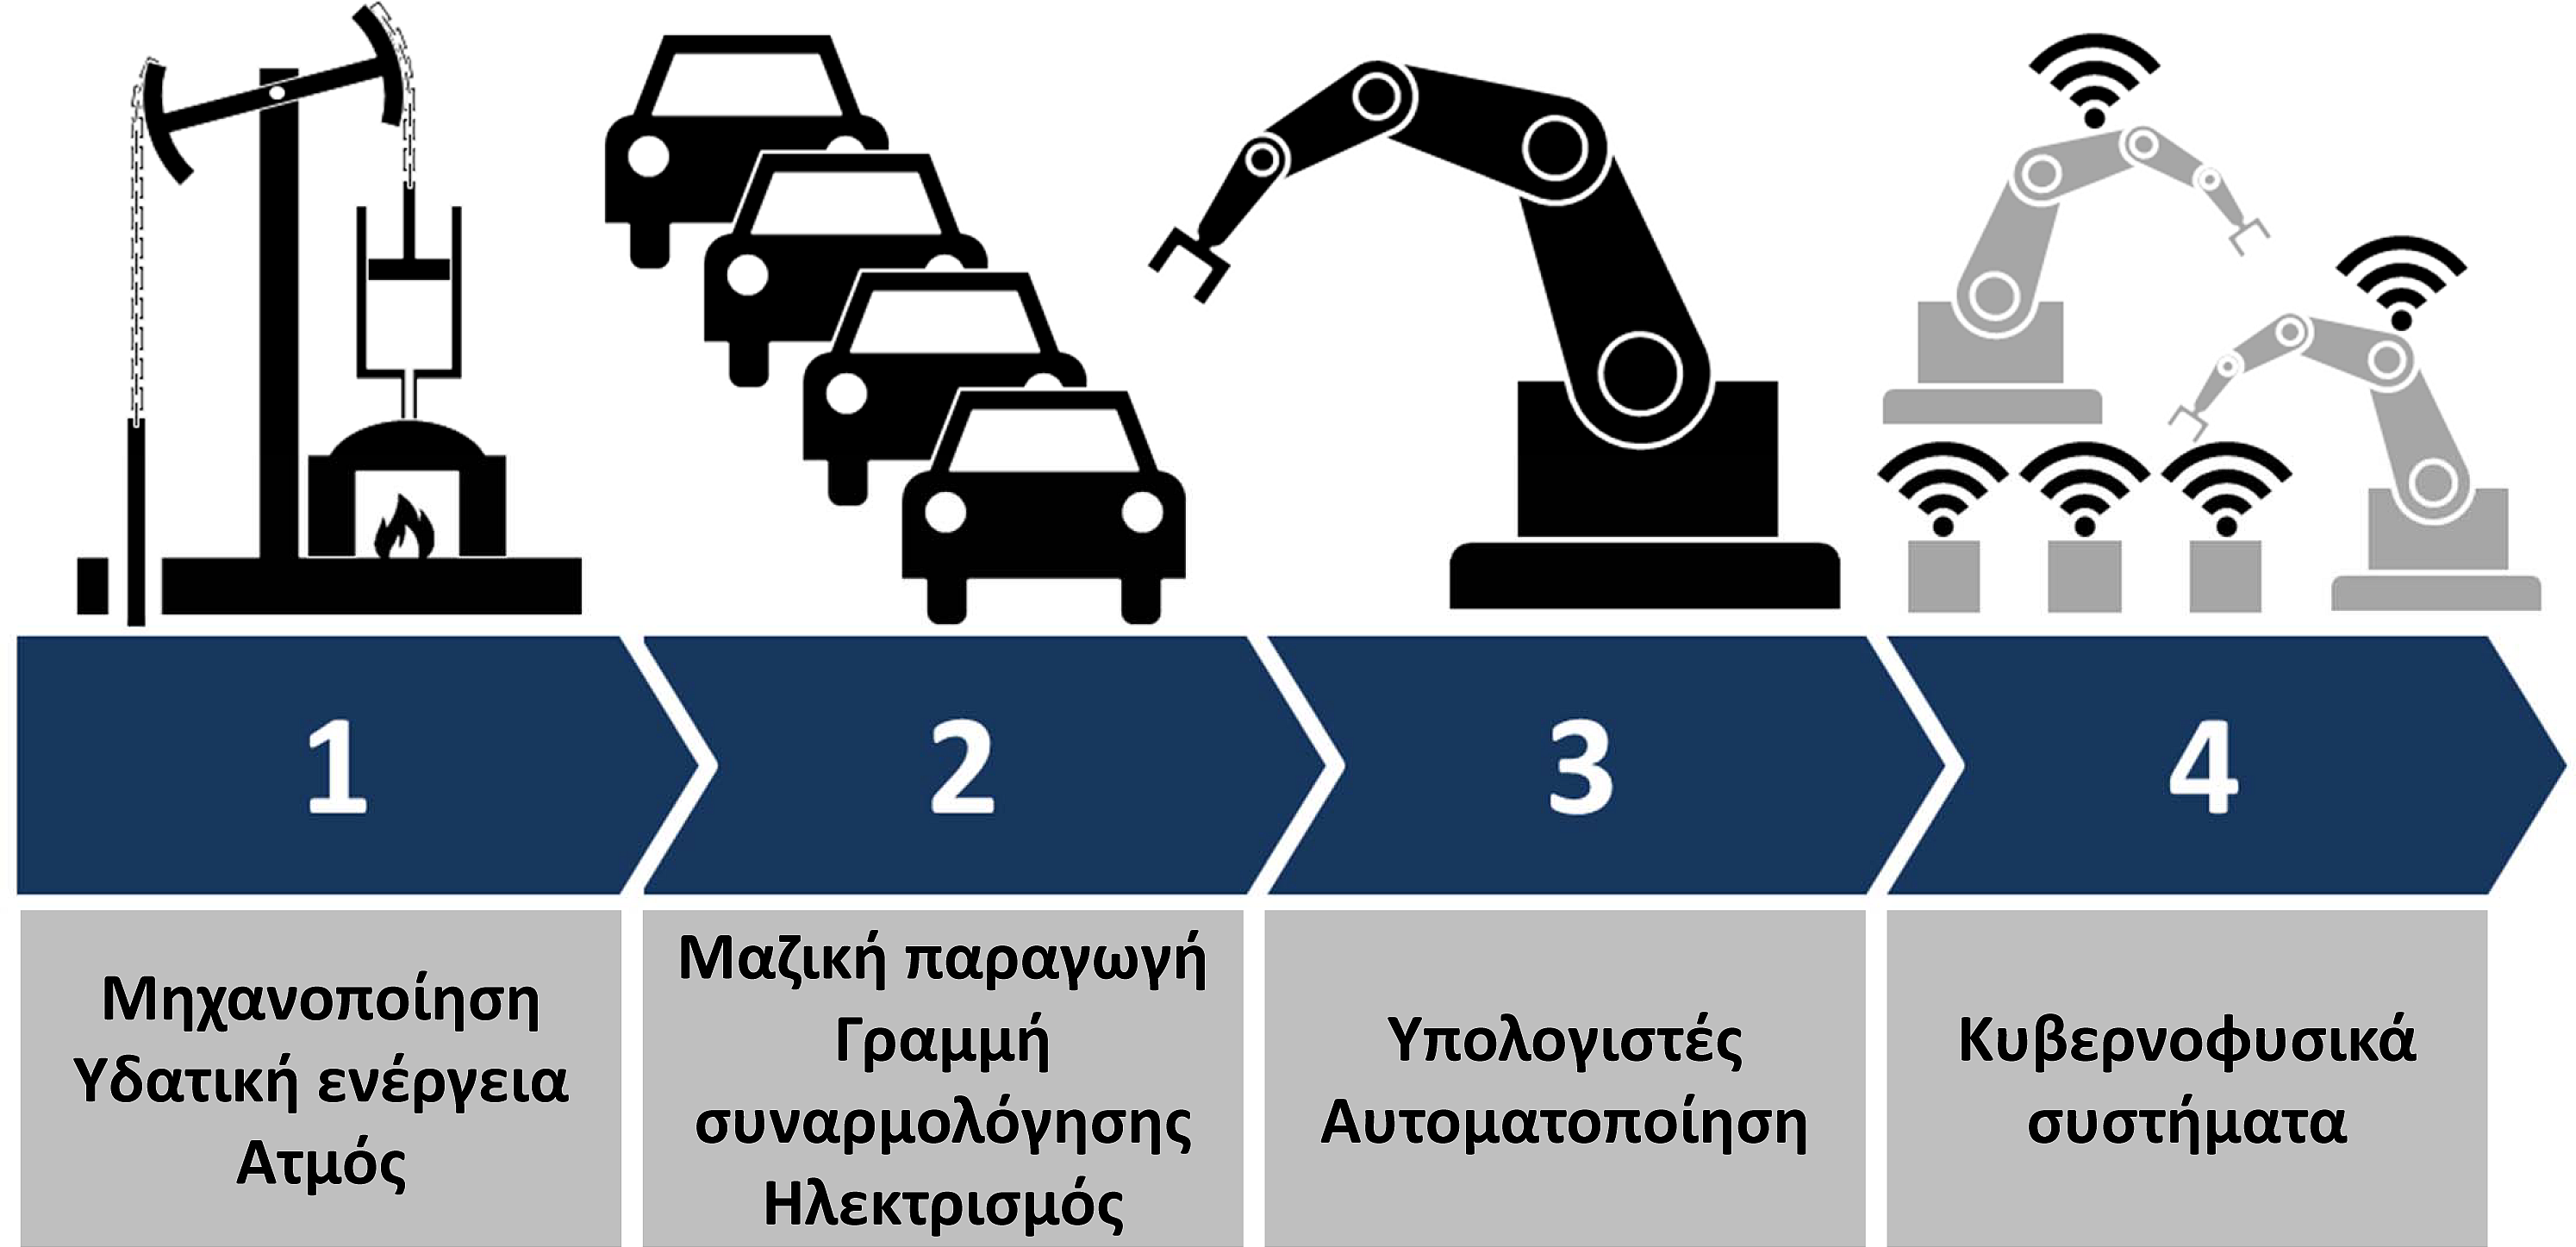 1
2
3
4
Μηχανοποίηση
Υδατική ενέργεια
Ατμός
Μαζική παραγωγή
Γραμμή
συναρμολόγησης
Ηλεκτρισμός
Υπολογιστές
Αυτοματοποίηση
Κυβερνοφυσικά
συστήματα